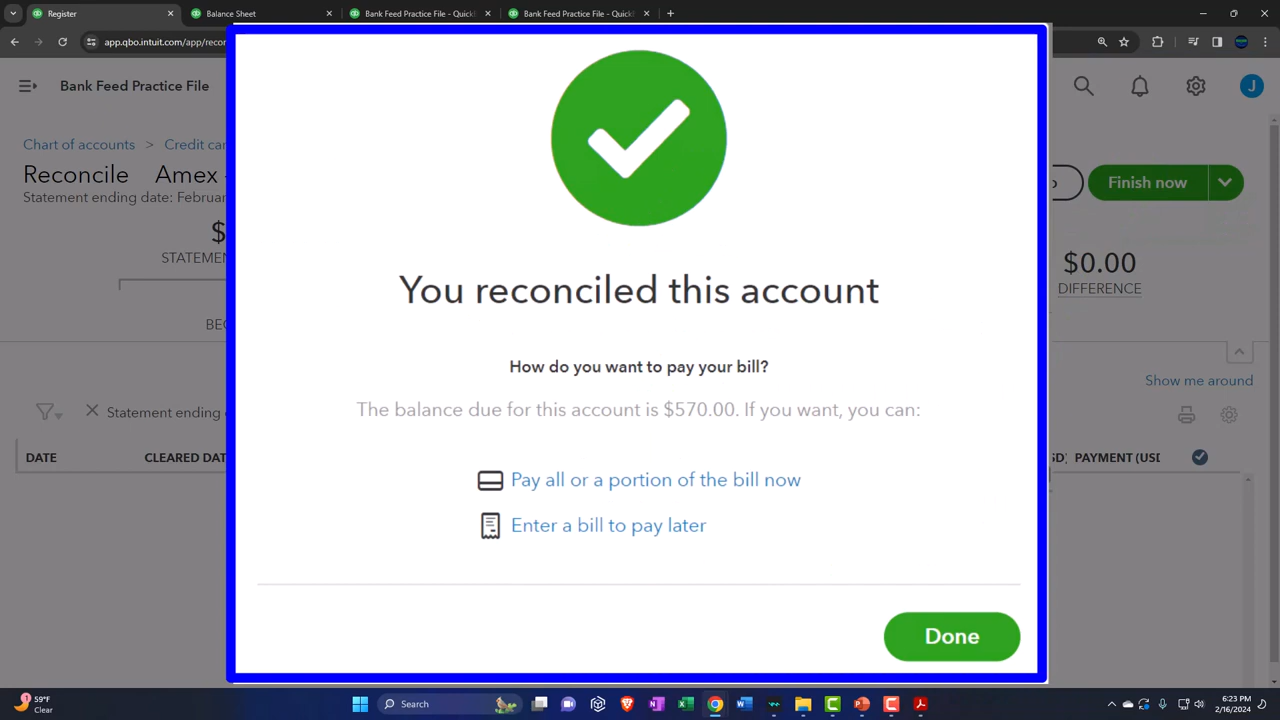 Register
Balance Sheet
Bank Feed Practice File - Quick
Bank Feed Practice File - Quick
app.qbo.intuit.com/app/reco
Bank Feed Practice File
J
Chart of accounts > Credit car
Reconcile Amex
Statement ending date: Februar
Finish now
$
STATEMEN
$0.00
DIFFERENCE
BEG
You reconciled this account
How do you want to pay your bill?
The balance due for this account is $570.00. If you want, you can:
Pay all or a portion of the bill now
Enter a bill to pay later
Done
Show me around
Statement ending
DATE
CLEARED DAT
PAYMENT (USD
59°F
Clear
Search
6:23 PM
2/16/2024